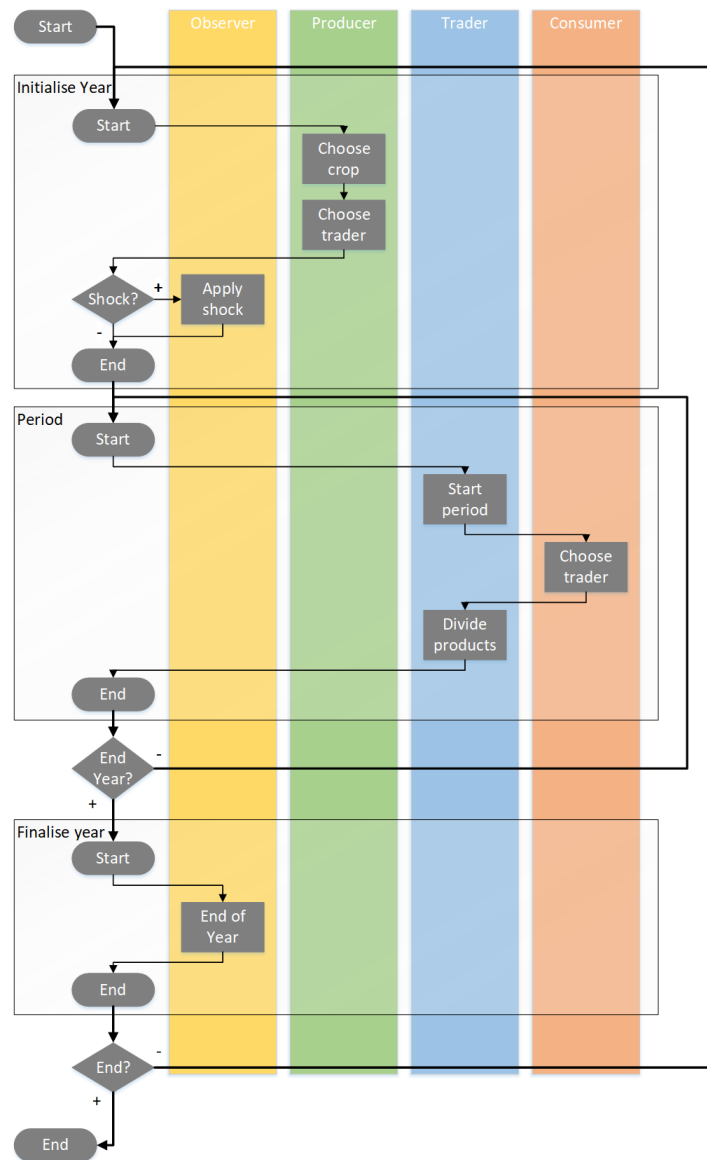 Start
Observer
Producer
Trader
Consumer
Initialise Year
Start
Choose
crop
Choose
trader
Shock?
+
Apply
shock
-
End
Period
Start
Start
period
Choose
trader
Divide
products
End
End
Year?
-
+
Finalise year
Start
End of
Year
End
End?
-
+
End